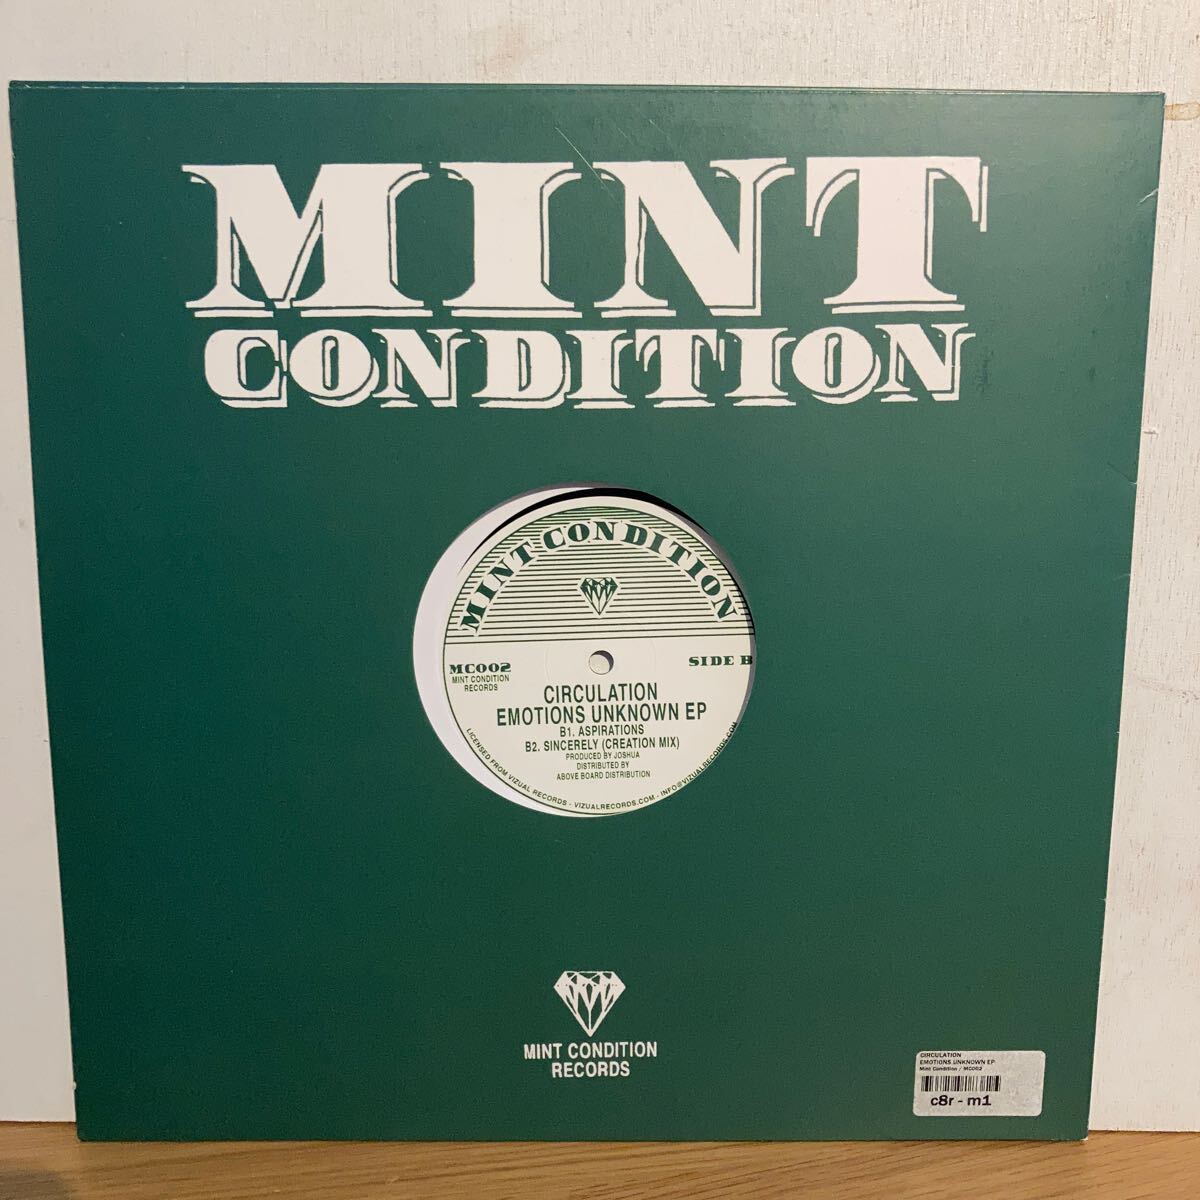 MINT
CONDITION
MINT CONDITION
MC002
MINT CONDITION
RECORDS
SIDE B
CIRCULATION
EMOTIONS UNKNOWN EP
B1. ASPIRATIONS
B2. SINCERELY (CREATION MIX)
PRODUCED BY JOSHUA
DISTRIBUTED BY
ABOVE BOARD DISTRIBUTION
LICENSED FROM VIZUAL RECORDS - VIZUALRECORDS.COM - INFO@VIZUALRECORDS.COM
MINT CONDITION
RECORDS
CIRCULATION
EMOTIONS UNKNOWN EP
Mint Condition / MC002
c8r - m1